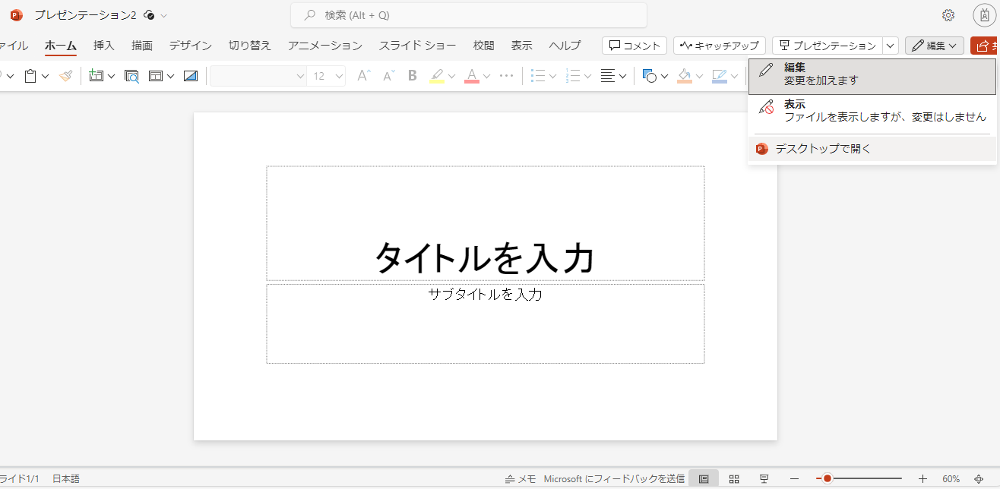 プレゼンテーション2
検索 (Alt + Q)
ァイル ホーム 挿入 描画 デザイン 切り替え アニメーション スライド ショー 校閲 表示 ヘルプ コメント キャッチアップ プレゼンテーション 編集 共
12 A A B A
編集
変更を加えます
表示
ファイルを表示しますが、変更はしません
デスクトップで開く
タイトルを入力
サブタイトルを入力
ライド1/1 日本語 メモ Microsoft にフィードバックを送信 60%